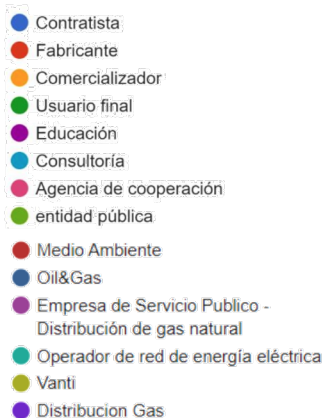 Contratista
Fabricante
Comercializador
Usuario final
Educación
Consultoría
Agencia de cooperación
entidad pública
Medio Ambiente
Oil&Gas
Empresa de Servicio Publico -
Distribución de gas natural
Operador de red de energía eléctrica
Vanti
Distribucion Gas